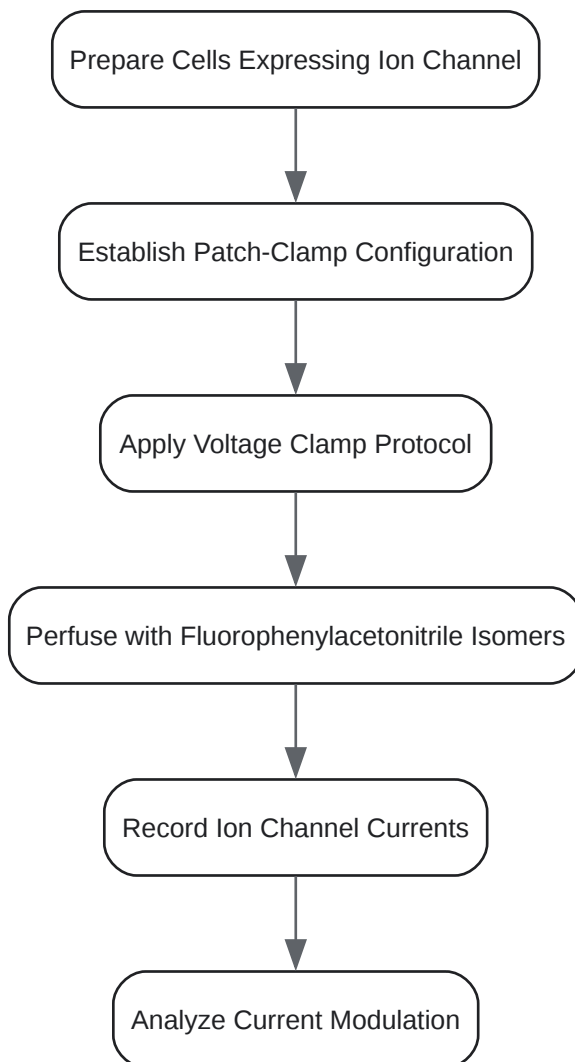 Prepare Cells Expressing Ion Channel
Establish Patch-Clamp Configuration
Apply Voltage Clamp Protocol
Perfuse with Fluorophenylacetonitrile Isomers
Record Ion Channel Currents
Analyze Current Modulation